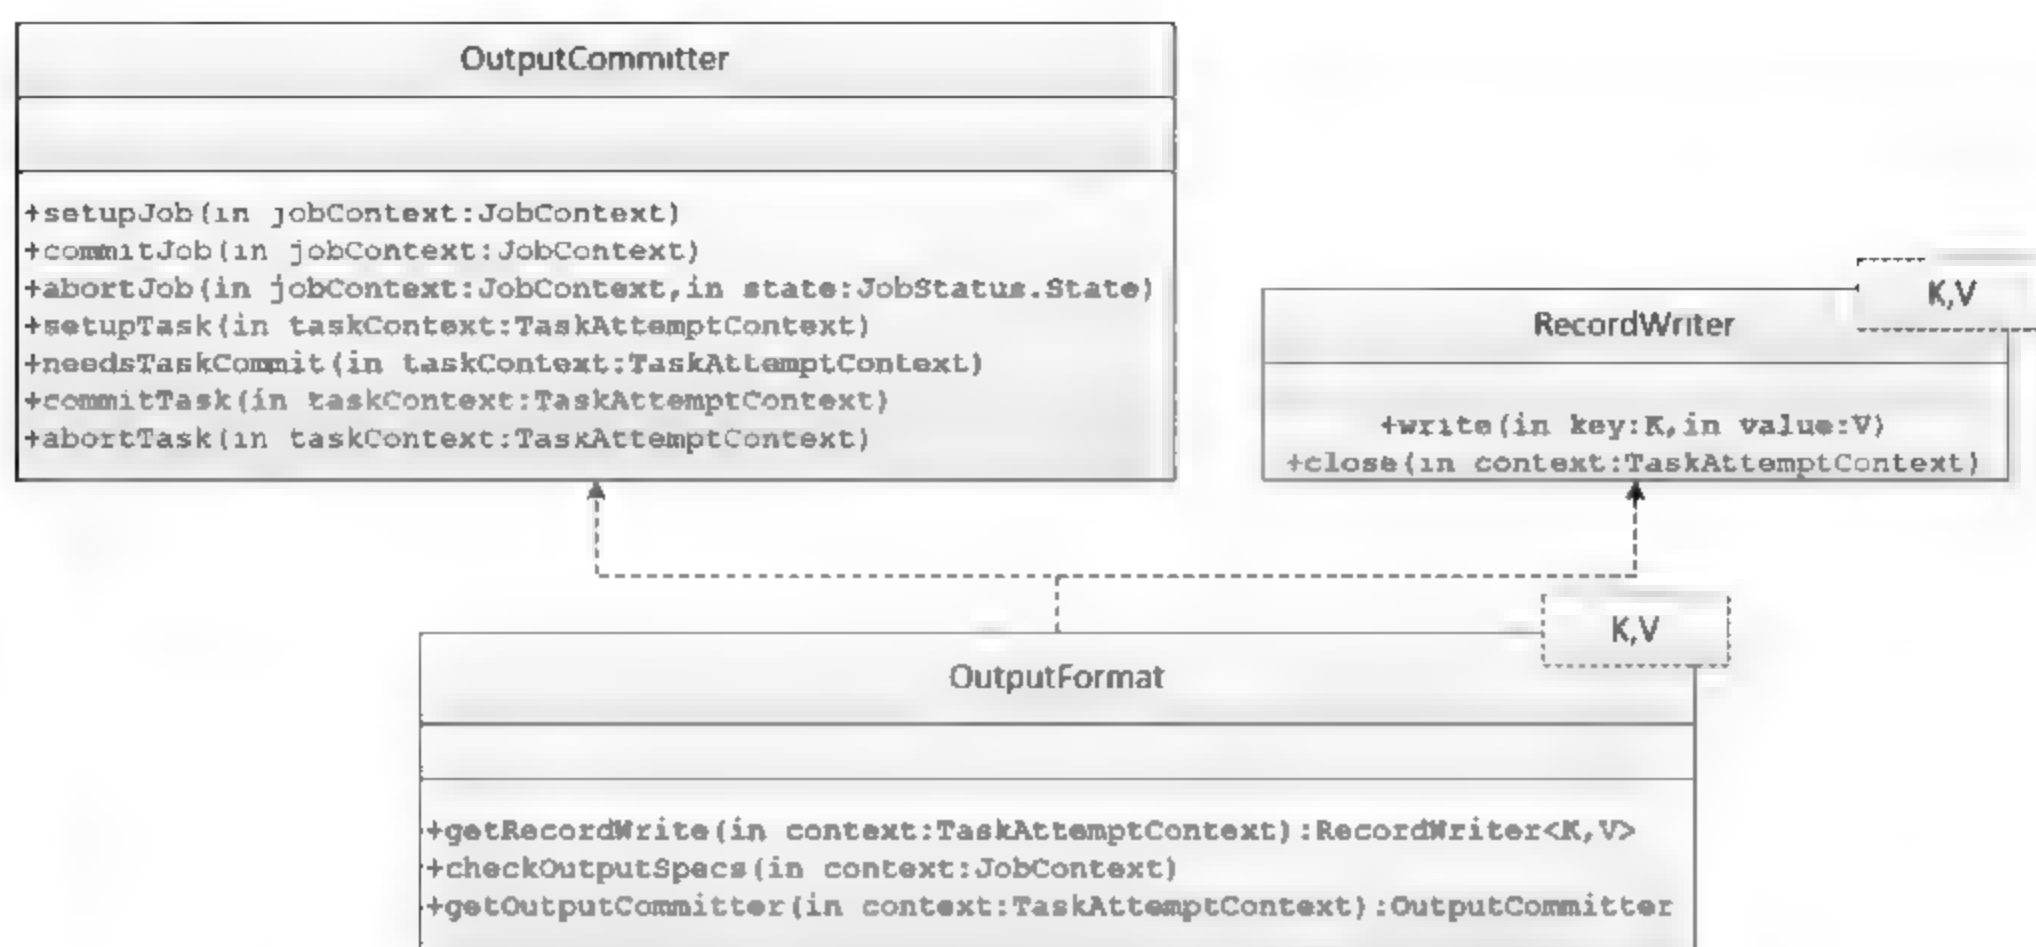 OutputCommitter
+setupJob(in jobContext:JobContext)
+commitJob(in jobContext:JobContext)
+abortJob(in jobContext:JobContext,in state:JobStatus.State)
+setupTask(in taskContext:TaskAttemptContext)
+needsTaskCommit(in taskContext:TaskAttemptContext)
+commitTask(in taskContext:TaskAttemptContext)
+abortTask(in taskContext:TaskAttemptContext)
K,V
RecordWriter
+write(in key:K,in value:V)
+close(in context:TaskAttemptContext)
K,V
OutputFormat
+getRecordWrite(in context:TaskAttemptContext):RecordWriter<K,V>
+checkOutputSpecs(in context:JobContext)
+getOutputCommitter(in context:TaskAttemptContext):OutputCommitter